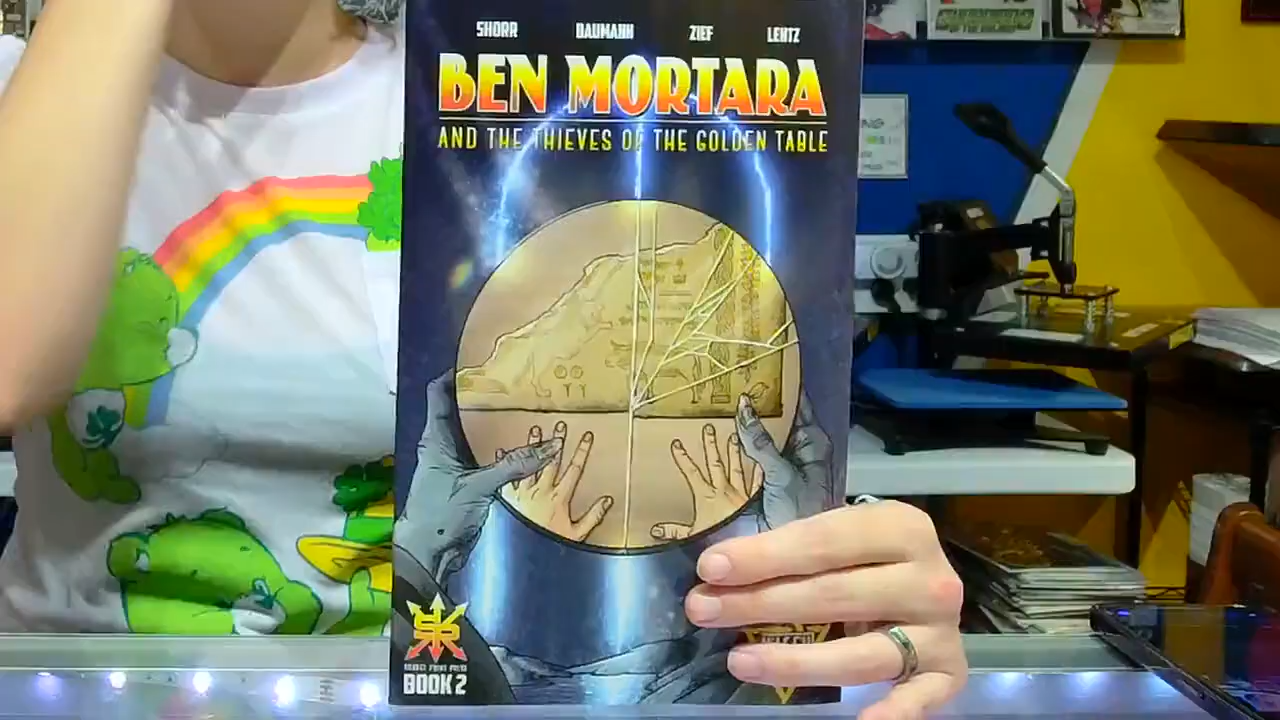 SHORR BAUMANN ZIEF LENTZ
BEN MORTARA
AND THE THIEVES OF THE GOLDEN TABLE
BOOK 2